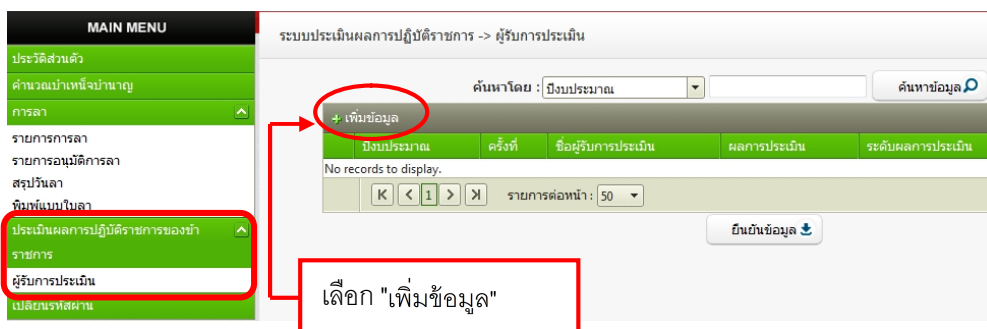 MAIN MENU
ระบบประเมินผลการปฏิบัติราชการ -> ผู้รับการประเมิน
ประวัติส่วนตัว
คำนวณบำเหน็จบำนาญ
การลา
รายการการลา
รายการอนุมัติการลา
สรุปวันลา
พิมพ์แบบใบลา
ประเมินผลการปฏิบัติราชการของข้า
ราชการ
ผู้รับการประเมิน
เปลี่ยนรหัสผ่าน
ค้นหาโดย : ปีงบประมาณ ค้นหาข้อมูล
เพิ่มข้อมูล
ปีงบประมาณ ครั้งที่ ชื่อผู้รับการประเมิน ผลการประเมิน ระดับผลการประเมิน
No records to display.
1 รายการต่อหน้า : 50
ยืนยันข้อมูล
เลือก "เพิ่มข้อมูล"